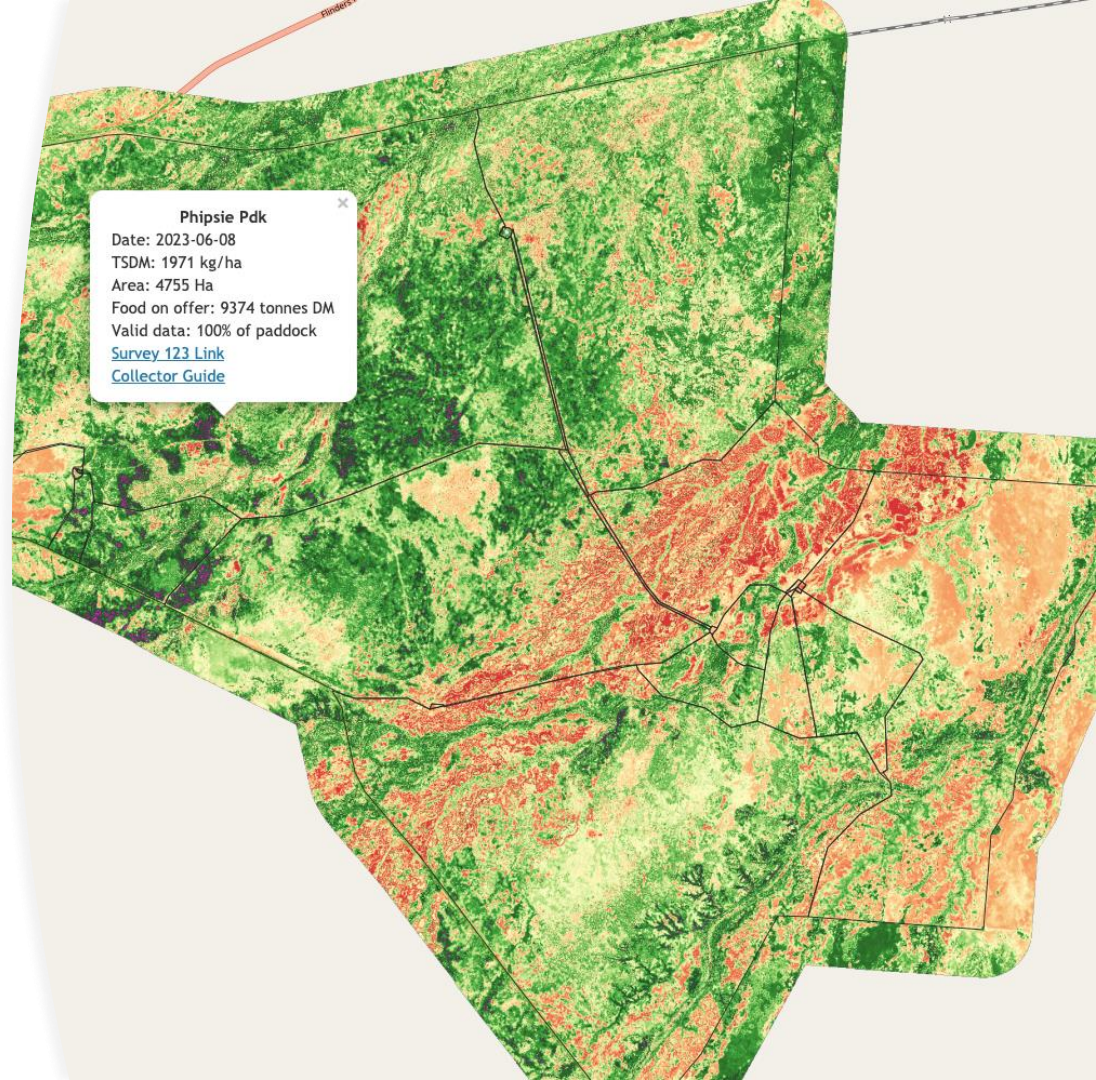 Flinders
×
Phipsie Pdk
Date: 2023-06-08
TSDM: 1971 kg/ha
Area: 4755 Ha
Food on offer: 9374 tonnes DM
Valid data: 100% of paddock
Survey 123 Link
Collector Guide